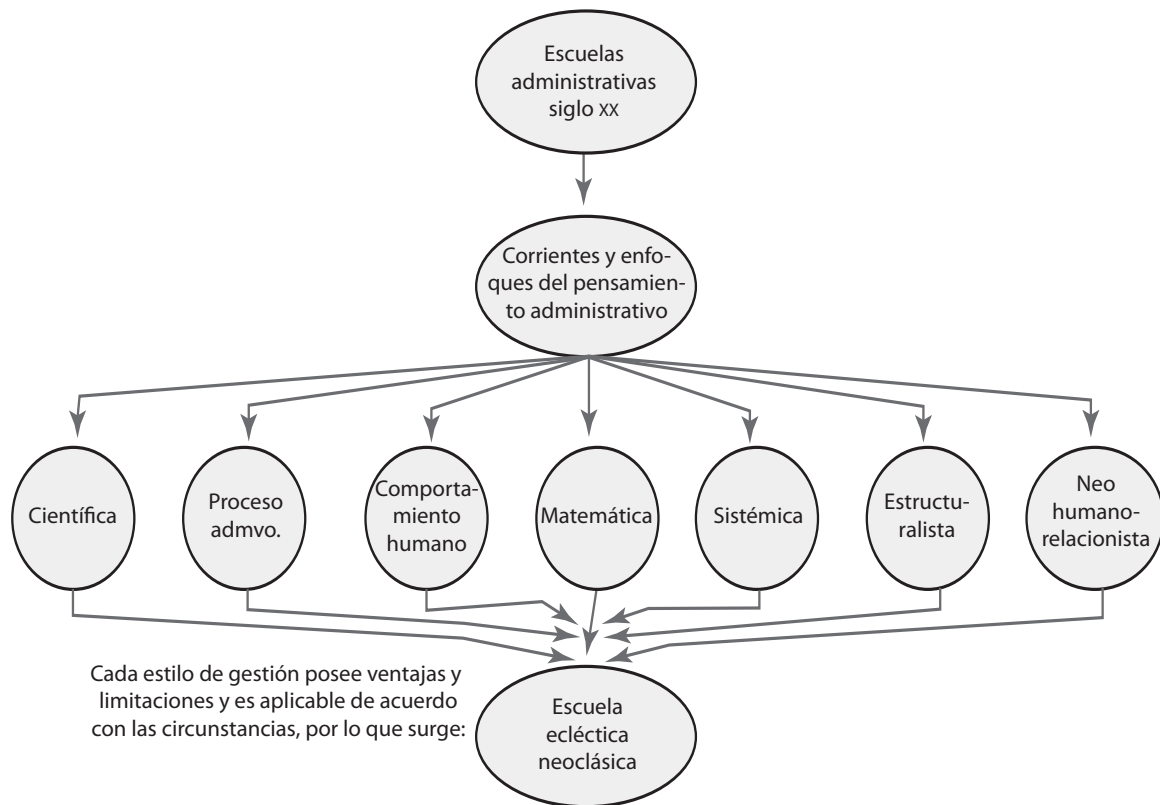 Escuelas
administrativas
siglo XX
Corrientes y enfo-
ques del pensamien-
to administrativo
Científica
Proceso
admvo.
Comporta-
miento
humano
Matemática
Sistémica
Estructu-
ralista
Neo
humano-
relacionista
Cada estilo de gestión posee ventajas y
limitaciones y es aplicable de acuerdo
con las circunstancias, por lo que surge:
Escuela
ecléctica
neoclásica